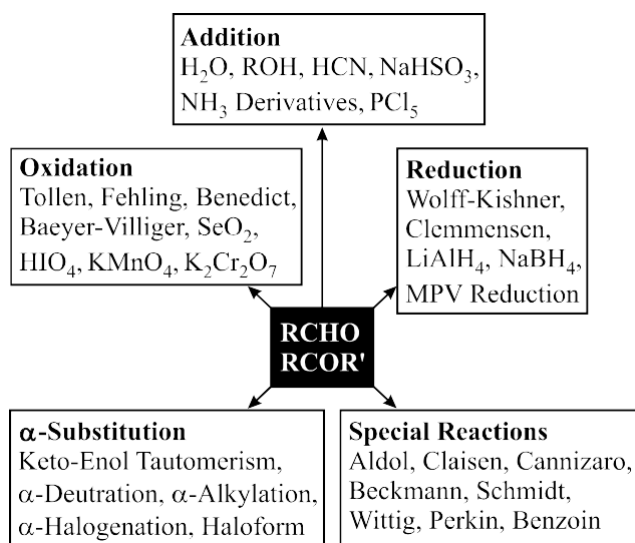 Addition
H₂O, ROH, HCN, NaHSO₃,
NH₃ Derivatives, PCl₅
Oxidation
Tollen, Fehling, Benedict,
Baeyer-Villiger, SeO₂,
HIO₄, KMnO₄, K₂Cr₂O₇
Reduction
Wolff-Kishner,
Clemmensen,
LiAlH₄, NaBH₄,
MPV Reduction
RCHO
RCOR'
α-Substitution
Keto-Enol Tautomerism,
α-Deutration, α-Alkylation,
α-Halogenation, Haloform
Special Reactions
Aldol, Claisen, Cannizaro,
Beckmann, Schmidt,
Wittig, Perkin, Benzoin